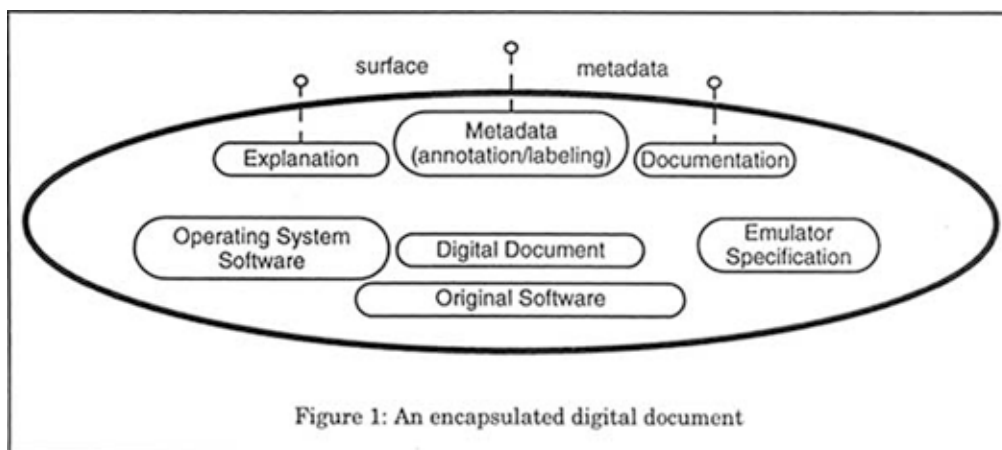 surface metadata
Explanation
Metadata
(annotation/labeling)
Documentation
Operating System
Software
Digital Document
Emulator
Specification
Original Software
Figure 1: An encapsulated digital document